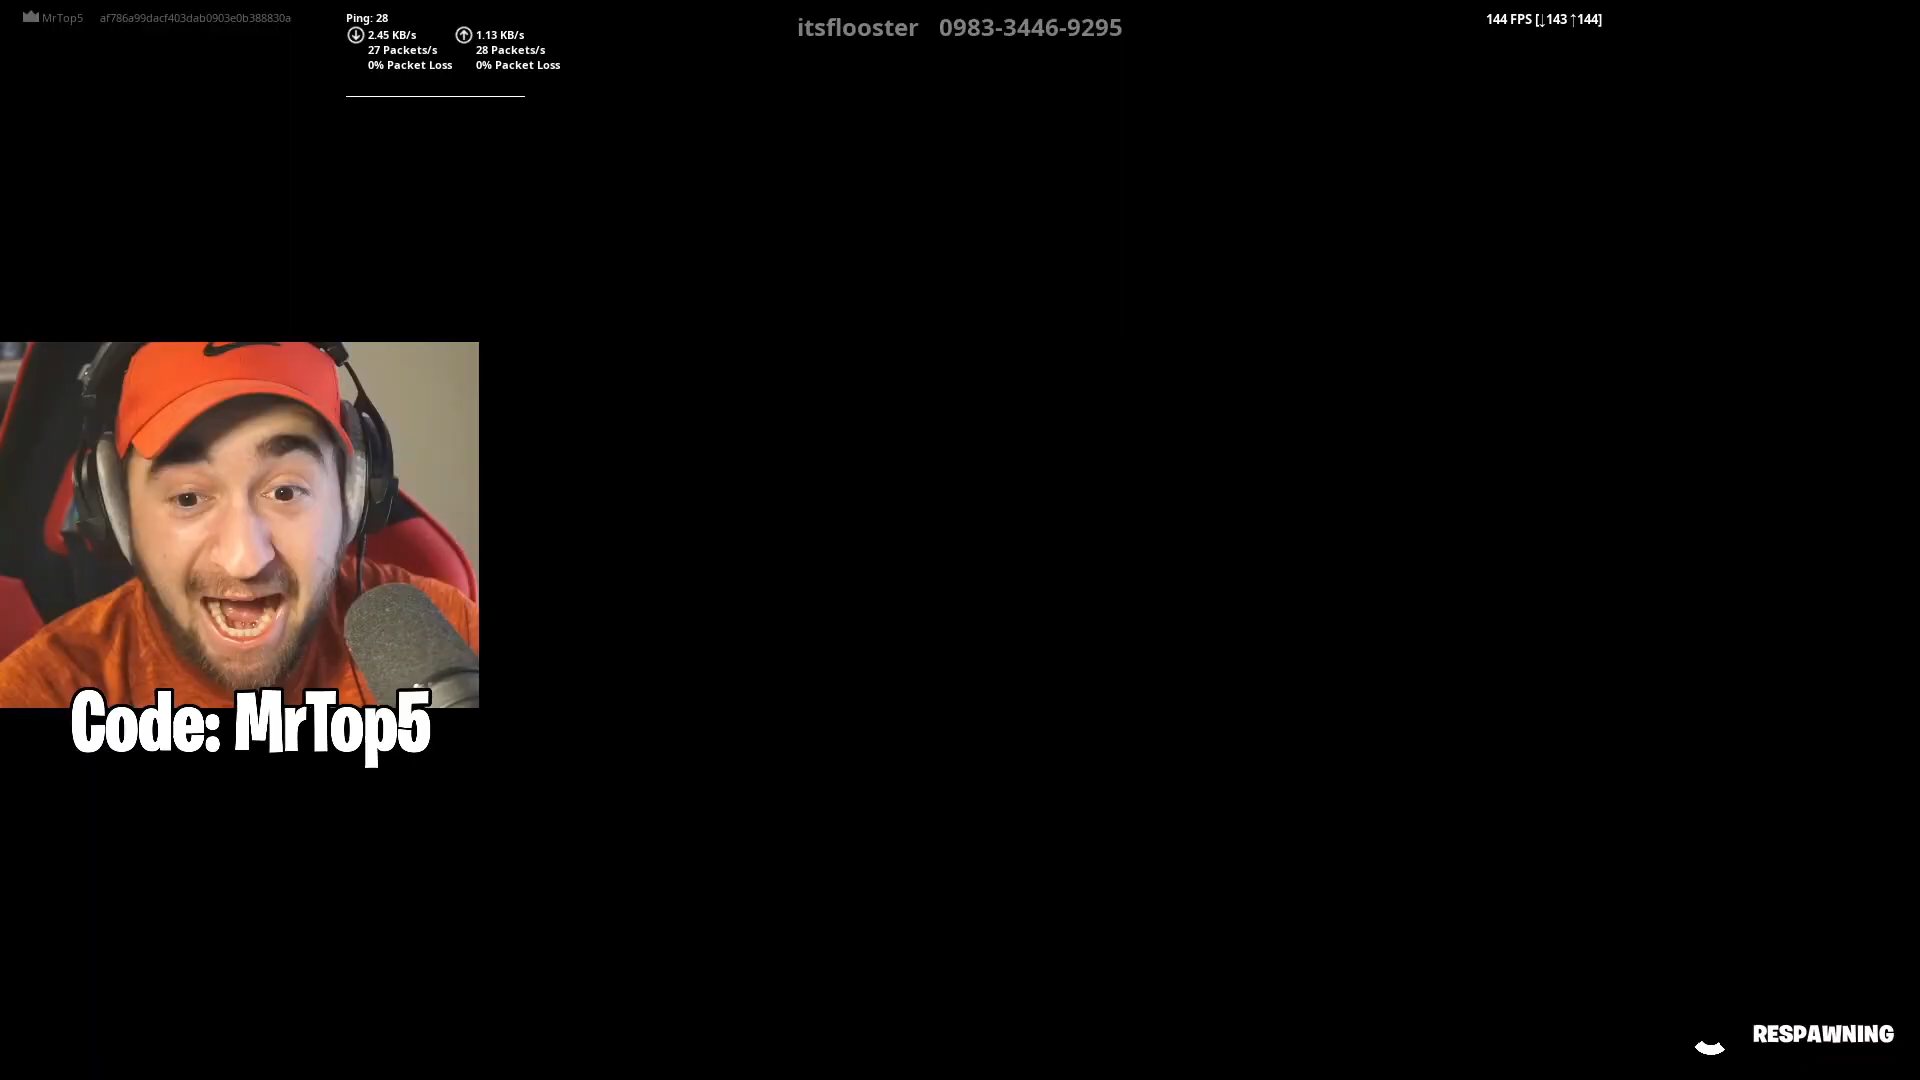 MrTop5 af786a99dacf403dab0903e0b388830a
Ping: 28
2.45 KB/s 1.13 KB/s
27 Packets/s 28 Packets/s
0% Packet Loss 0% Packet Loss
itsflooster 0983-3446-9295
144 FPS [↓143 ↑144]
Code: MrTop5
RESPAWNING